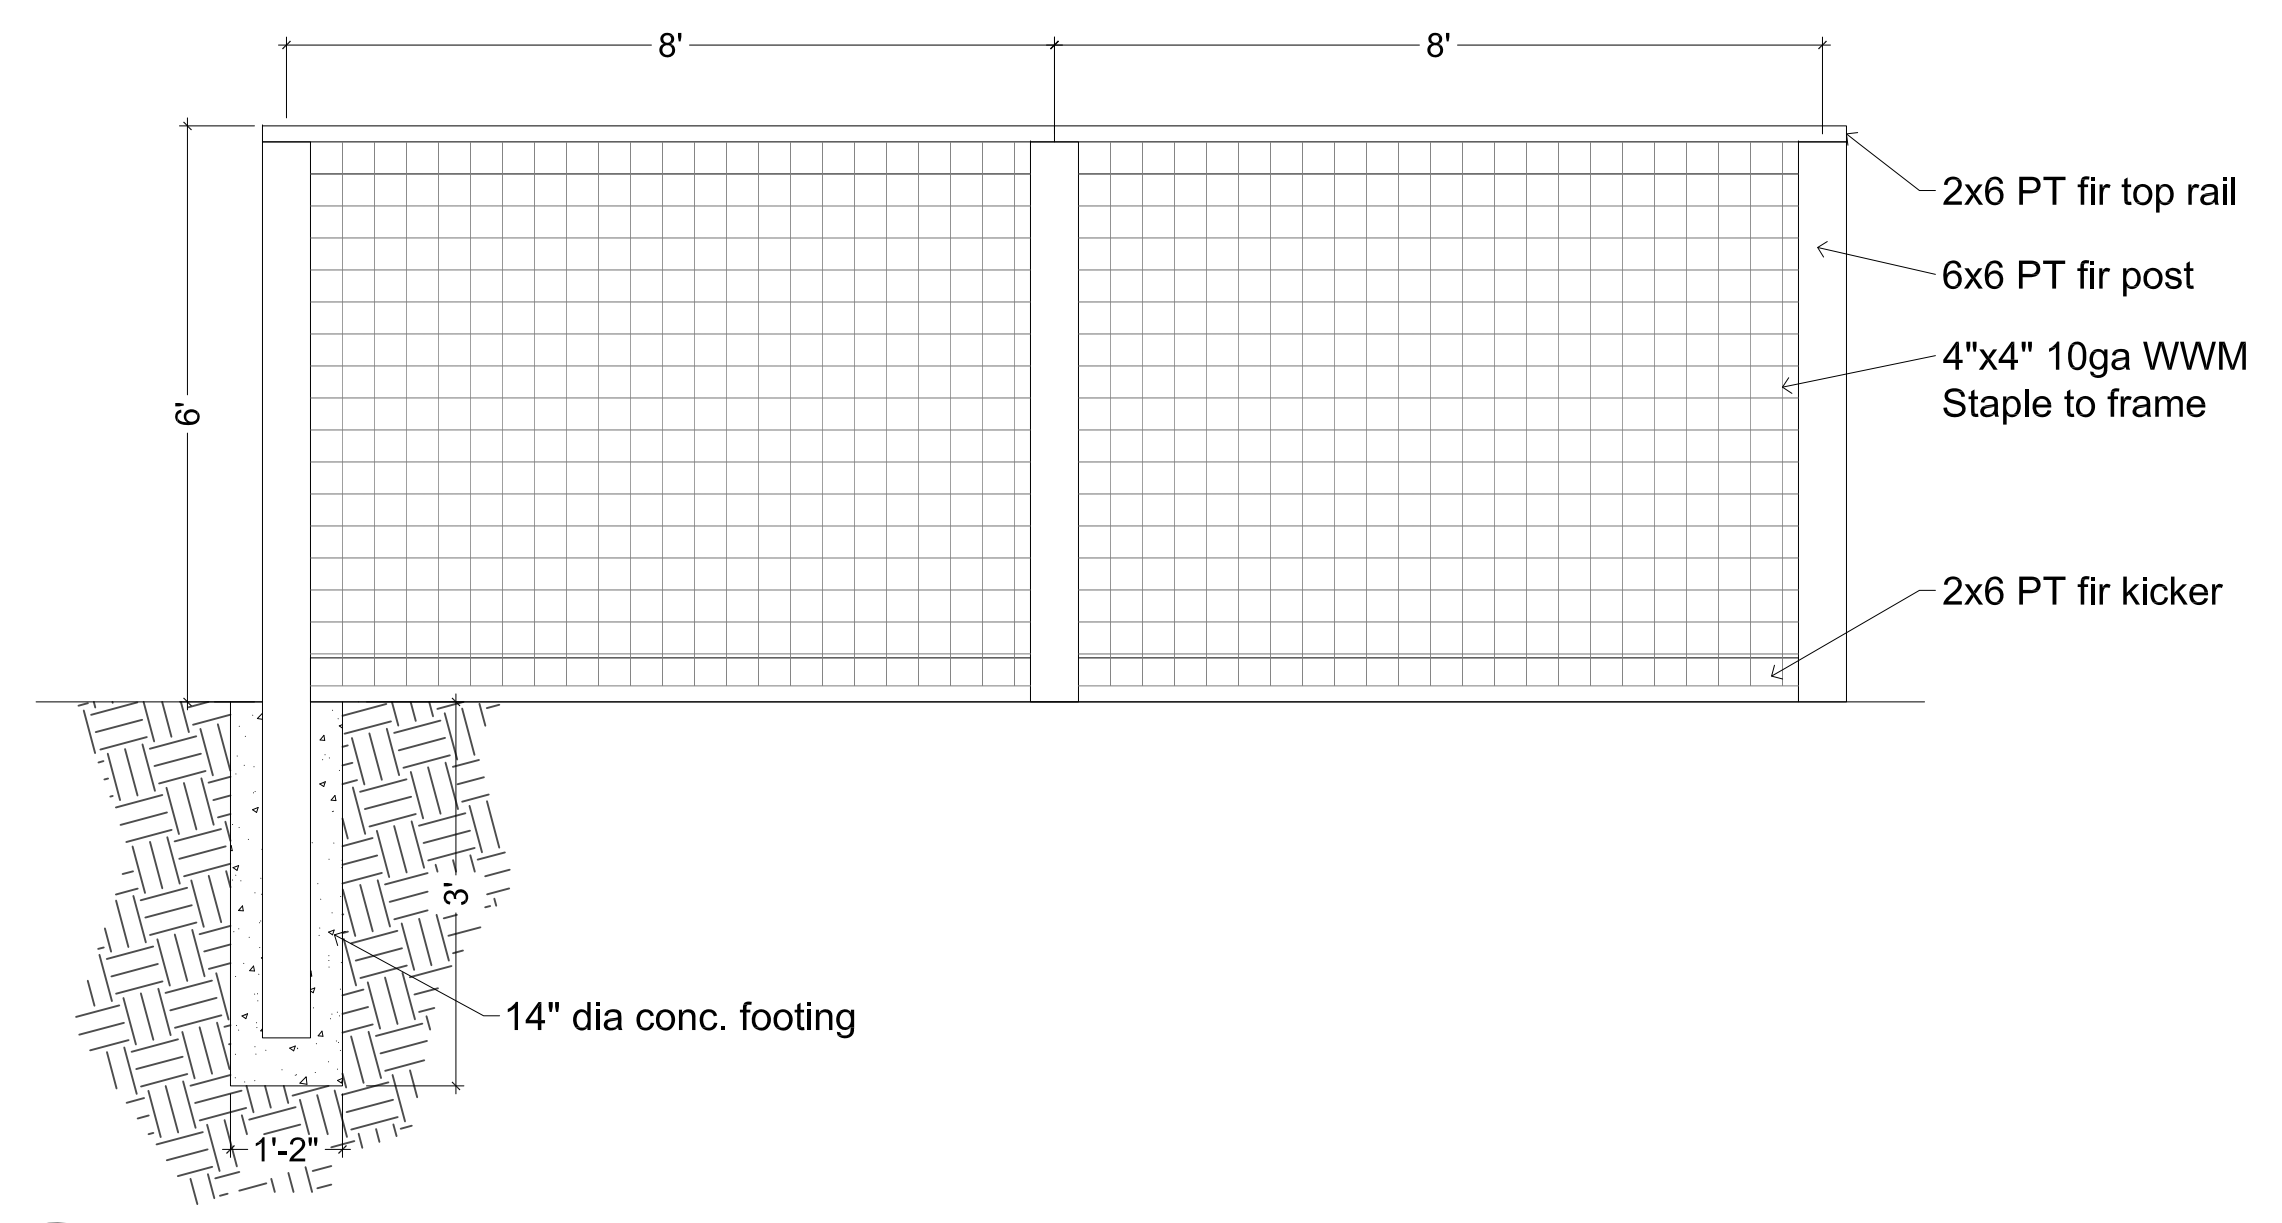 8'
8'
2x6 PT fir top rail
6x6 PT fir post
4"x4" 10ga WWM
Staple to frame
6'
2x6 PT fir kicker
3'
14" dia conc. footing
1'-2"